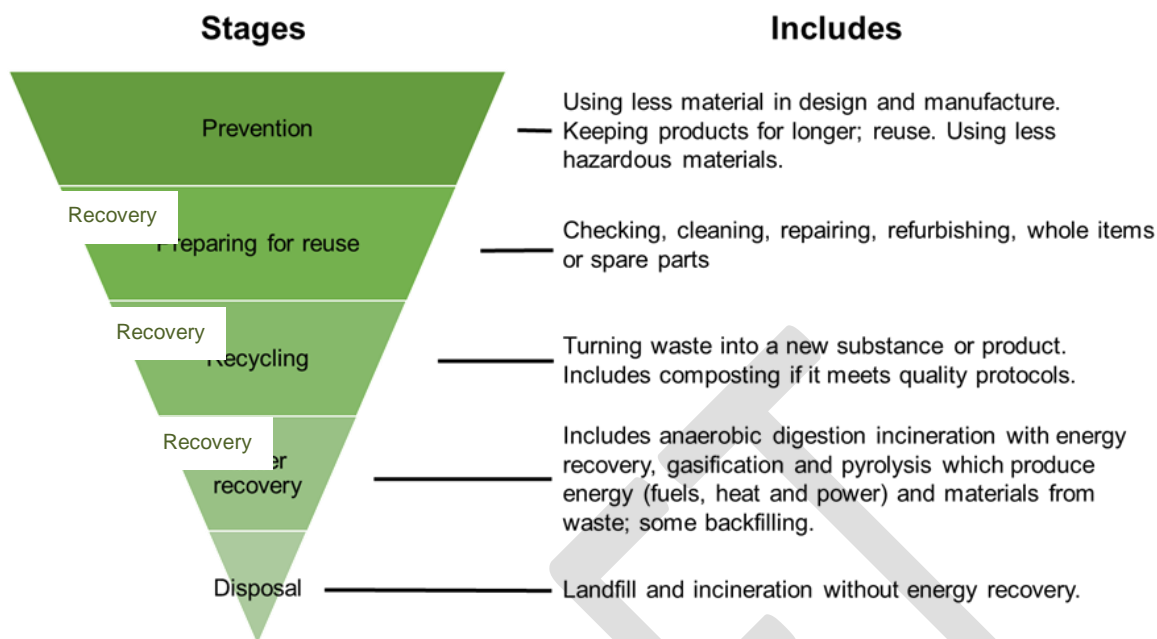 Stages
Includes
Prevention
Using less material in design and manufacture.
Keeping products for longer; reuse. Using less
hazardous materials.
Recovery
Preparing for reuse
Checking, cleaning, repairing, refurbishing, whole items
or spare parts
Recovery
Recycling
Turning waste into a new substance or product.
Includes composting if it meets quality protocols.
Recovery
recovery
Includes anaerobic digestion incineration with energy
recovery, gasification and pyrolysis which produce
energy (fuels, heat and power) and materials from
waste; some backfilling.
Disposal
Landfill and incineration without energy recovery.